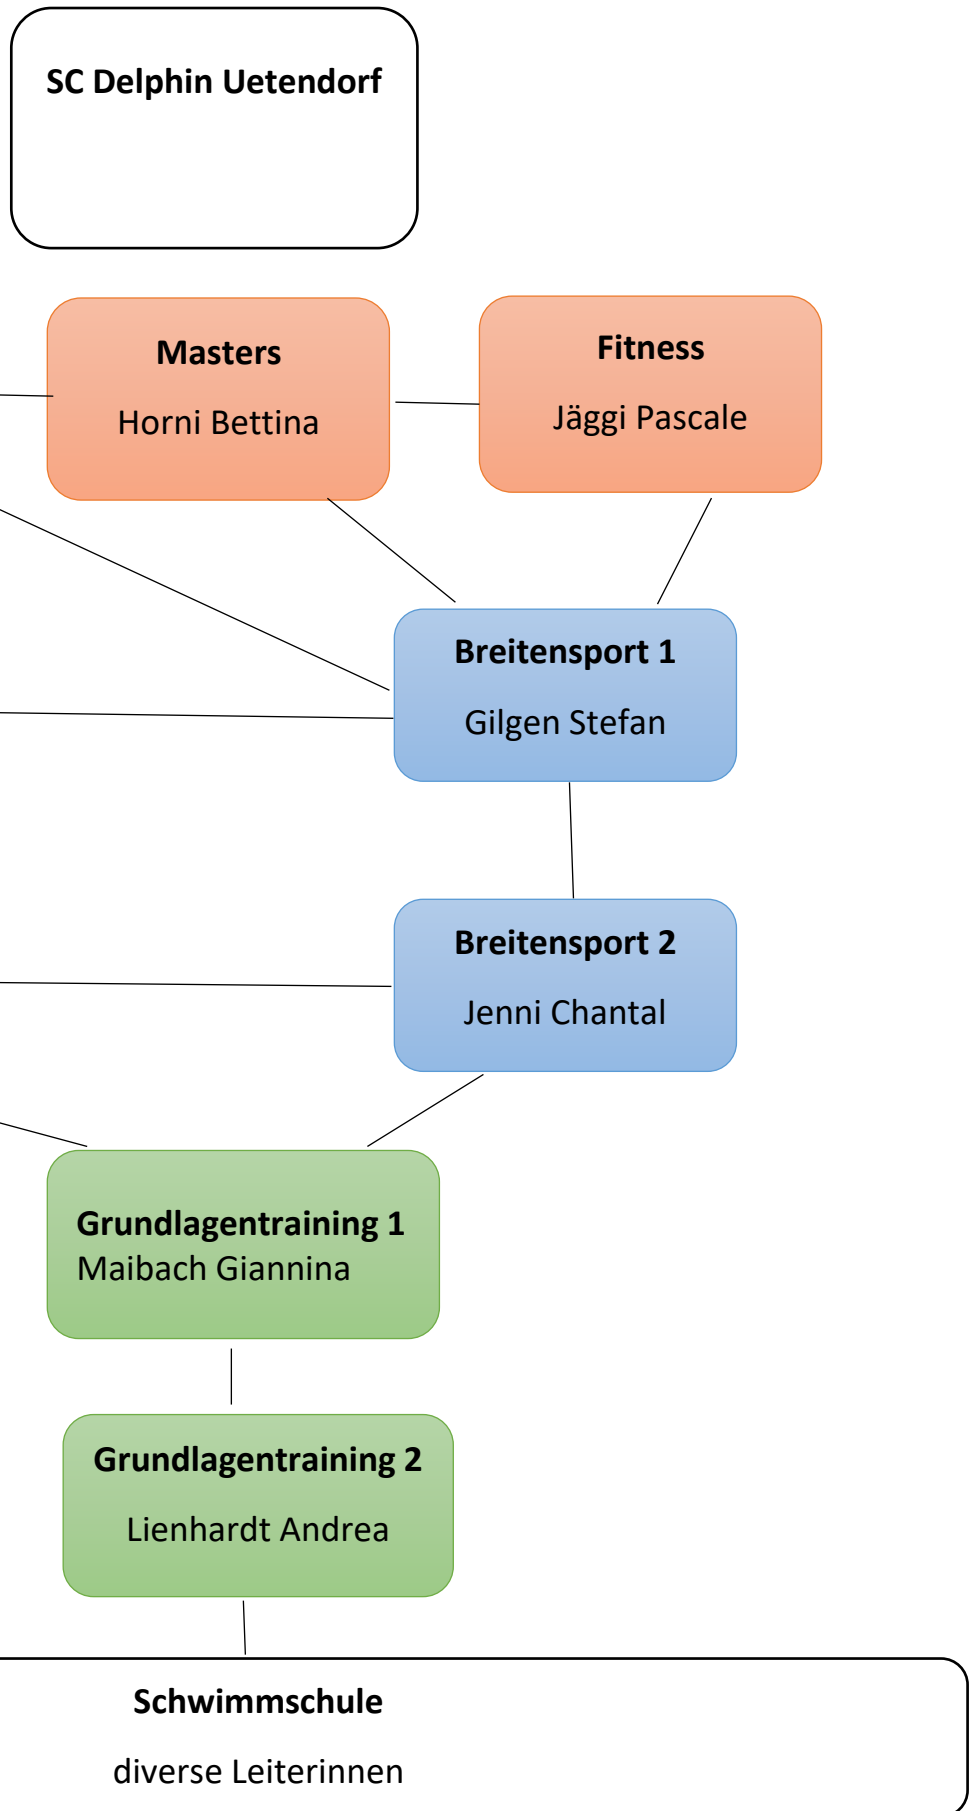 SC Delphin Uetendorf
Masters
Horni Bettina
Fitness
Jäggi Pascale
Breitensport 1
Gilgen Stefan
Breitensport 2
Jenni Chantal
Grundlagentraining 1
Maibach Giannina
Grundlagentraining 2
Lienhardt Andrea
Schwimmschule
diverse Leiterinnen